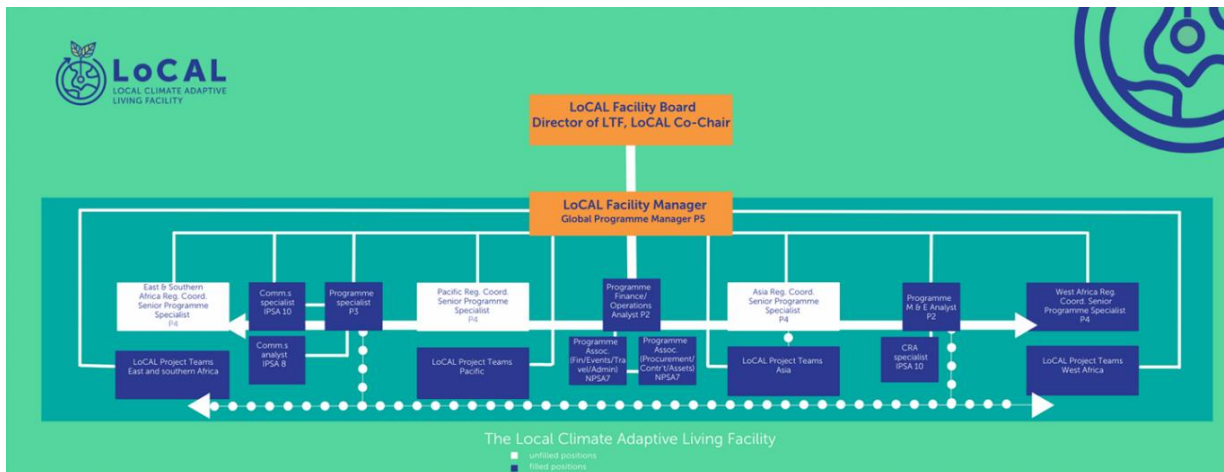 LoCAL
LOCAL CLIMATE ADAPTIVE
LIVING FACILITY
LoCAL Facility Board
Director of LTF, LoCAL Co-Chair
LoCAL Facility Manager
Global Programme Manager P5
East & Southern
Africa Reg. Coord.
Senior Programme
Specialist
P4
Comm.s
specialist
IPSA 10
Programme
specialist
P3
Pacific Reg. Coord.
Senior Programme
Specialist
P4
Programme
Finance/
Operations
Analyst P2
Asia Reg.
Coord.
Senior Programme
Specialist
P4
Programme
M & E Analyst
P2
West Africa Reg.
Coord. Senior
Programme Specialist
P4
Comm.s
analyst
IPSA 8
LoCAL Project Teams
East and southern Africa
LoCAL Project Teams
Pacific
Programme
Assoc.
(Fin/Events/Tra
vel/Admin)
NPSA7
Programme
Assoc.
(Procurement/
Contr't/Assets)
NPSA7
LoCAL Project Teams
Asia
CRA
specialist
IPSA 10
LoCAL Project Teams
West Africa
The Local Climate Adaptive Living Facility
unfilled positions
filled positions